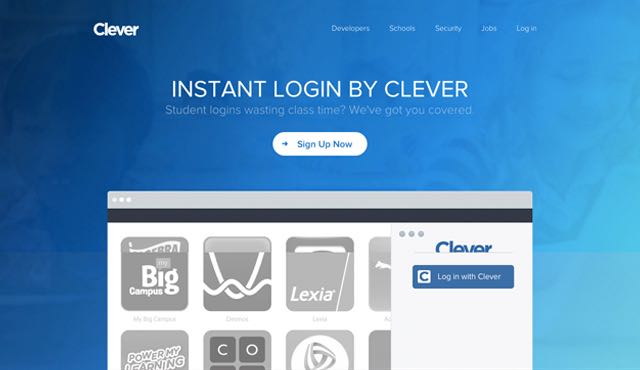 Clever
Developers Schools Security Jobs Log in
INSTANT LOGIN BY CLEVER
Student logins wasting class time? We've got you covered.
Sign Up Now
Clever
ALGEBRA
my
Big
Campus
Lexia
C Log in with Clever
My Big Campus Desmos Lexia
POWER MY
LEARNING
C O